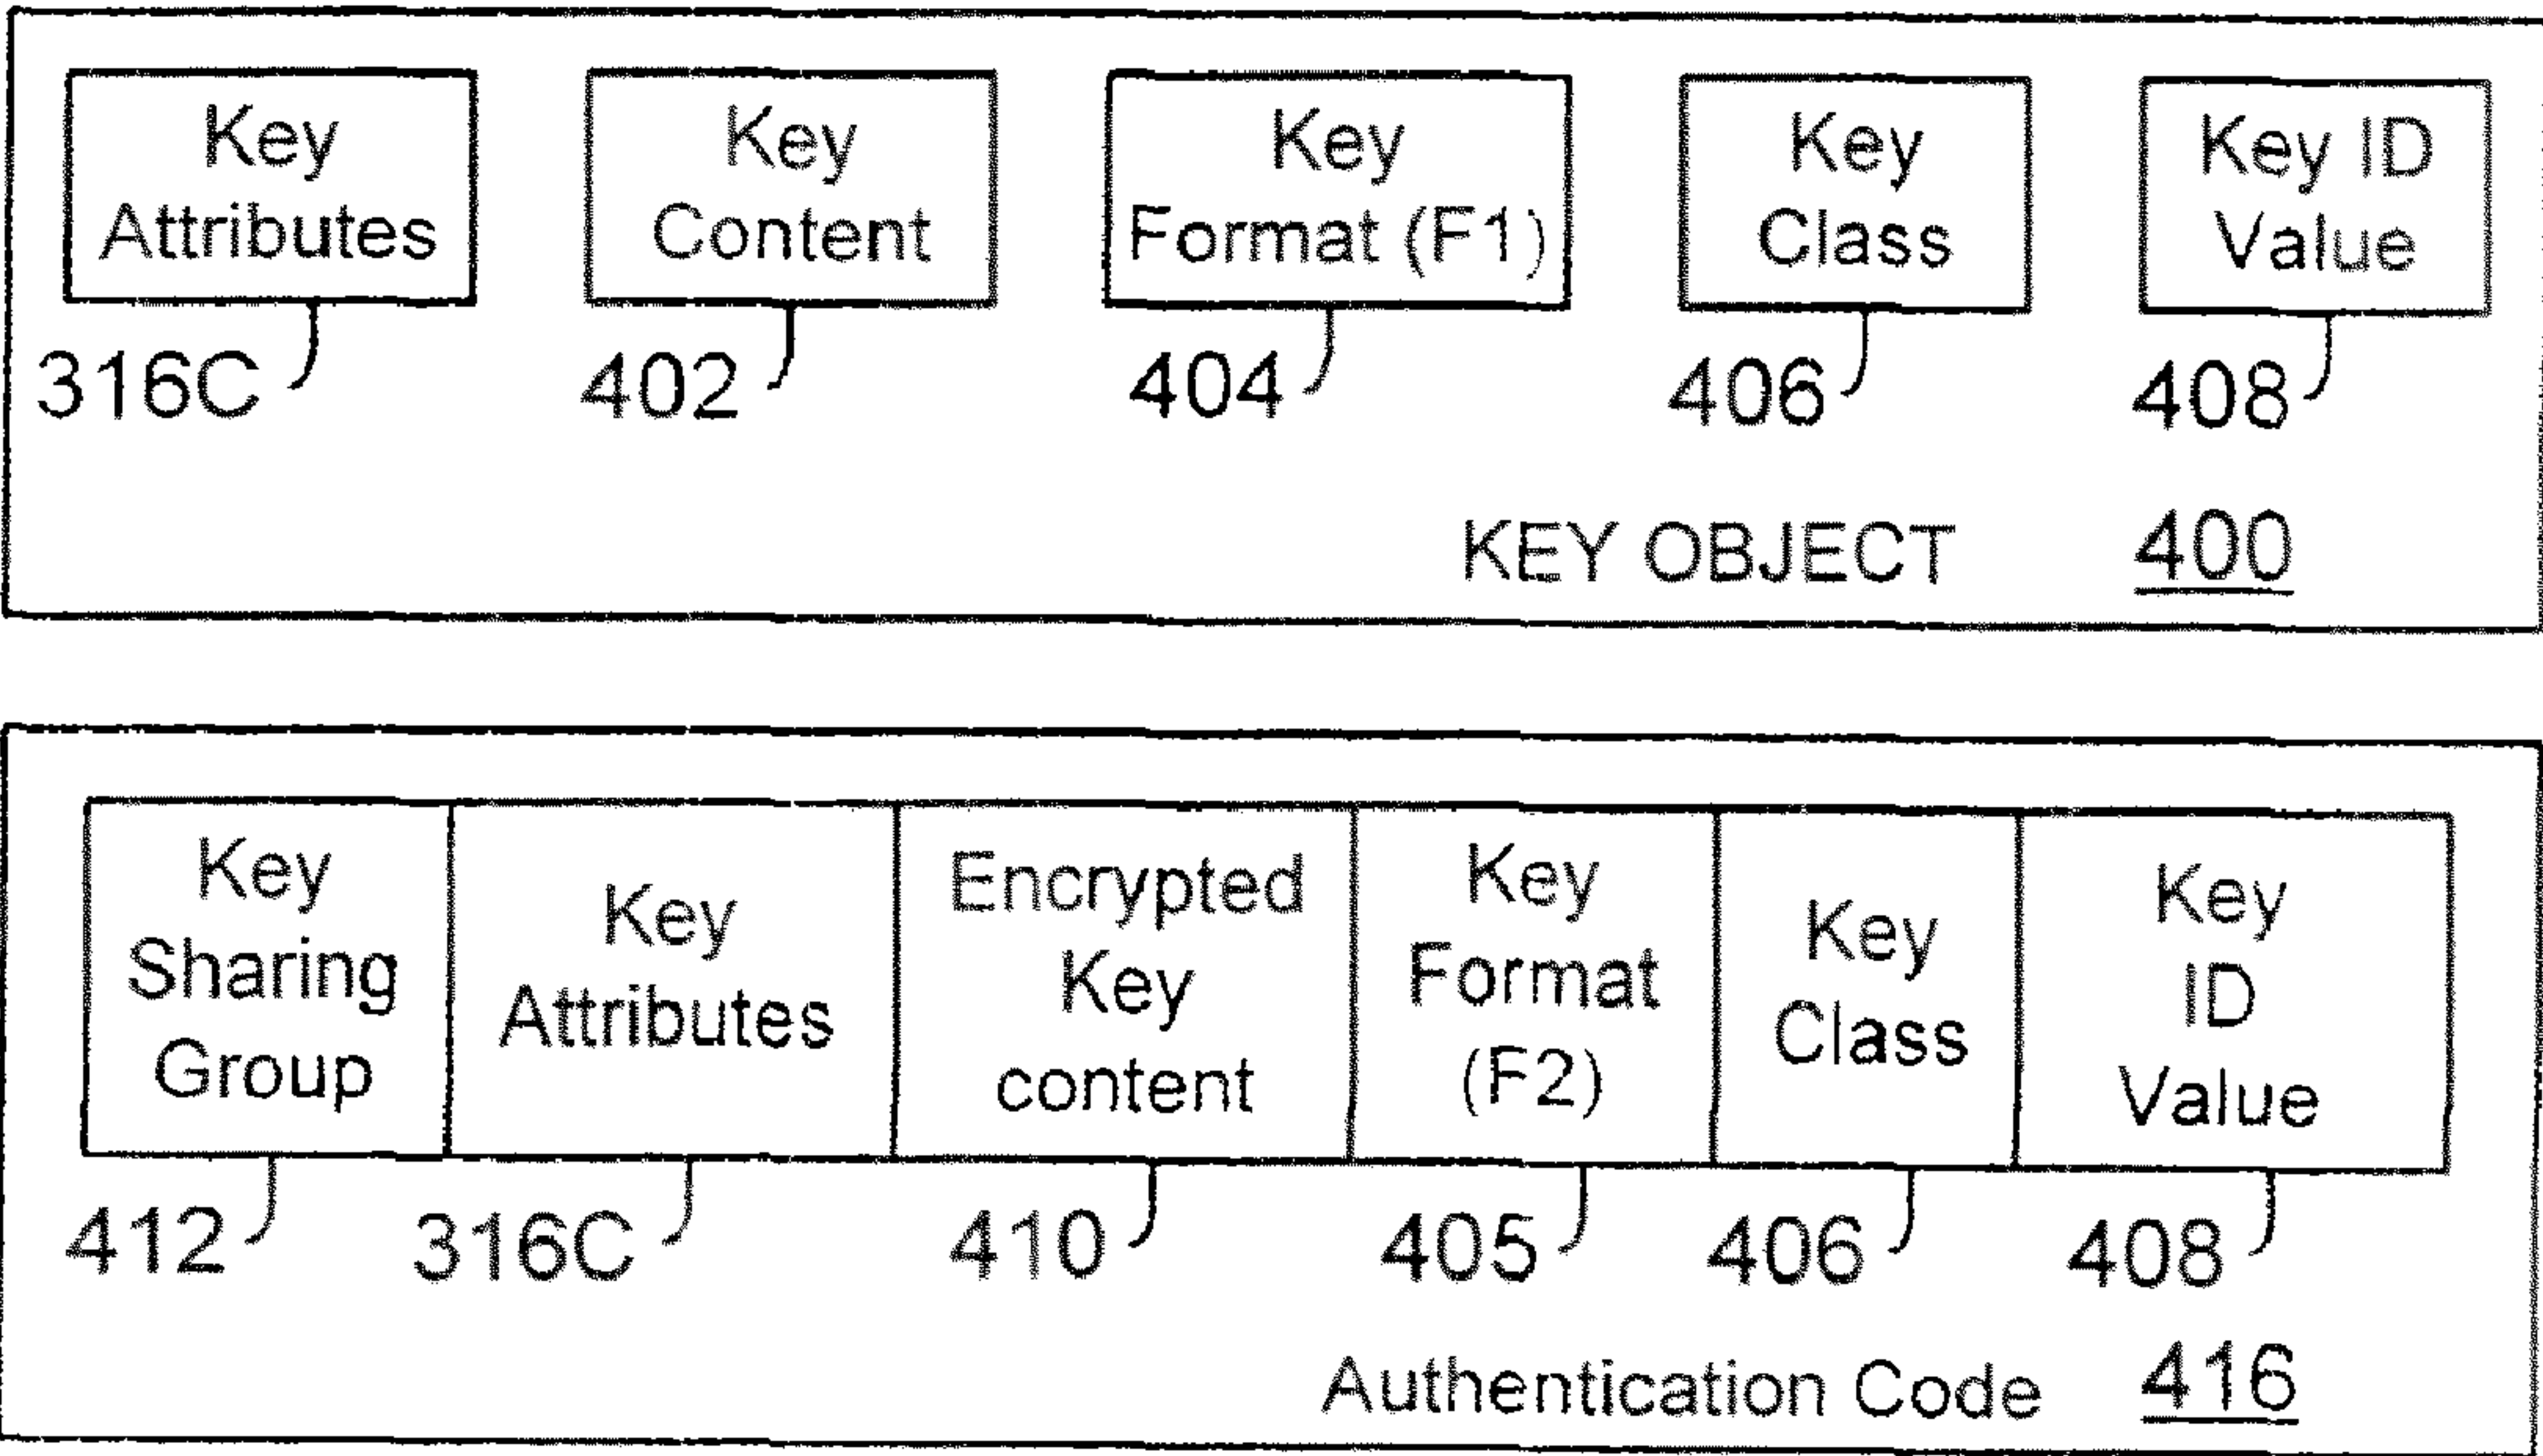 Key
Attributes
Key
Content
Key
Format (F1)
Key
Class
Key ID
Value
316C
402
404
406
408
KEY OBJECT 400
Key
Sharing
Group
Key
Attributes
Encrypted
Key
content
Key
Format
(F2)
Key
Class
Key
ID
Value
412
316C
410
405
406
408
Authentication Code 416